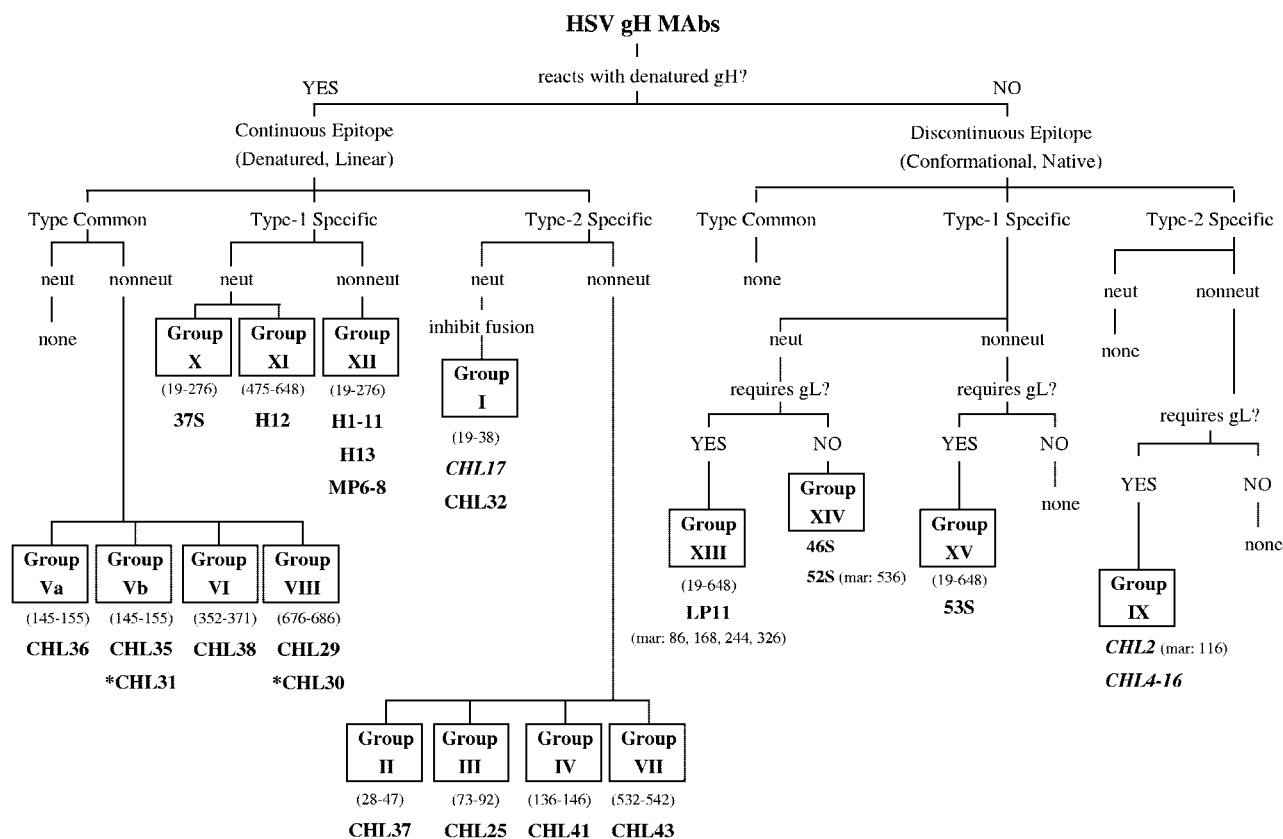 HSV gH MAbs
reacts with denatured gH?
YES
NO
Continuous Epitope
(Denatured, Linear)
Discontinuous Epitope
(Conformational, Native)
Type Common
Type-1 Specific
Type-2 Specific
Type Common
Type-1 Specific
Type-2 Specific
neut
nonneut
neut
nonneut
neut
nonneut
none
neut
nonneut
none
inhibit fusion
neut
nonneut
none
Group
X
(19-276)
37S
Group
XI
(475-648)
H12
Group
XII
(19-276)
H1-11
H13
MP6-8
Group
I
(19-38)
CHL17
CHL32
requires gL?
requires gL?
requires gL?
YES
NO
YES
NO
YES
NO
none
none
Group
XIII
(19-648)
LP11
(mar: 86, 168, 244, 326)
Group
XIV
46S
52S (mar: 536)
Group
XV
(19-648)
53S
Group
IX
CHL2 (mar: 116)
CHL4-16
Group
Va
(145-155)
CHL36
Group
Vb
(145-155)
CHL35
*CHL31
Group
VI
(352-371)
CHL38
Group
VIII
(676-686)
CHL29
*CHL30
Group
II
(28-47)
CHL37
Group
III
(73-92)
CHL25
Group
IV
(136-146)
CHL41
Group
VII
(532-542)
CHL43